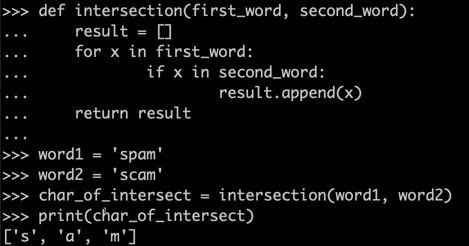 >>> def intersection(first_word, second_word):
...     result = []
...     for x in first_word:
...             if x in second_word:
...                     result.append(x)
...     return result
...
>>> word1 = 'spam'
>>> word2 = 'scam'
>>> char_of_intersect = intersection(word1, word2)
>>> print(char_of_intersect)
['s', 'a', 'm']